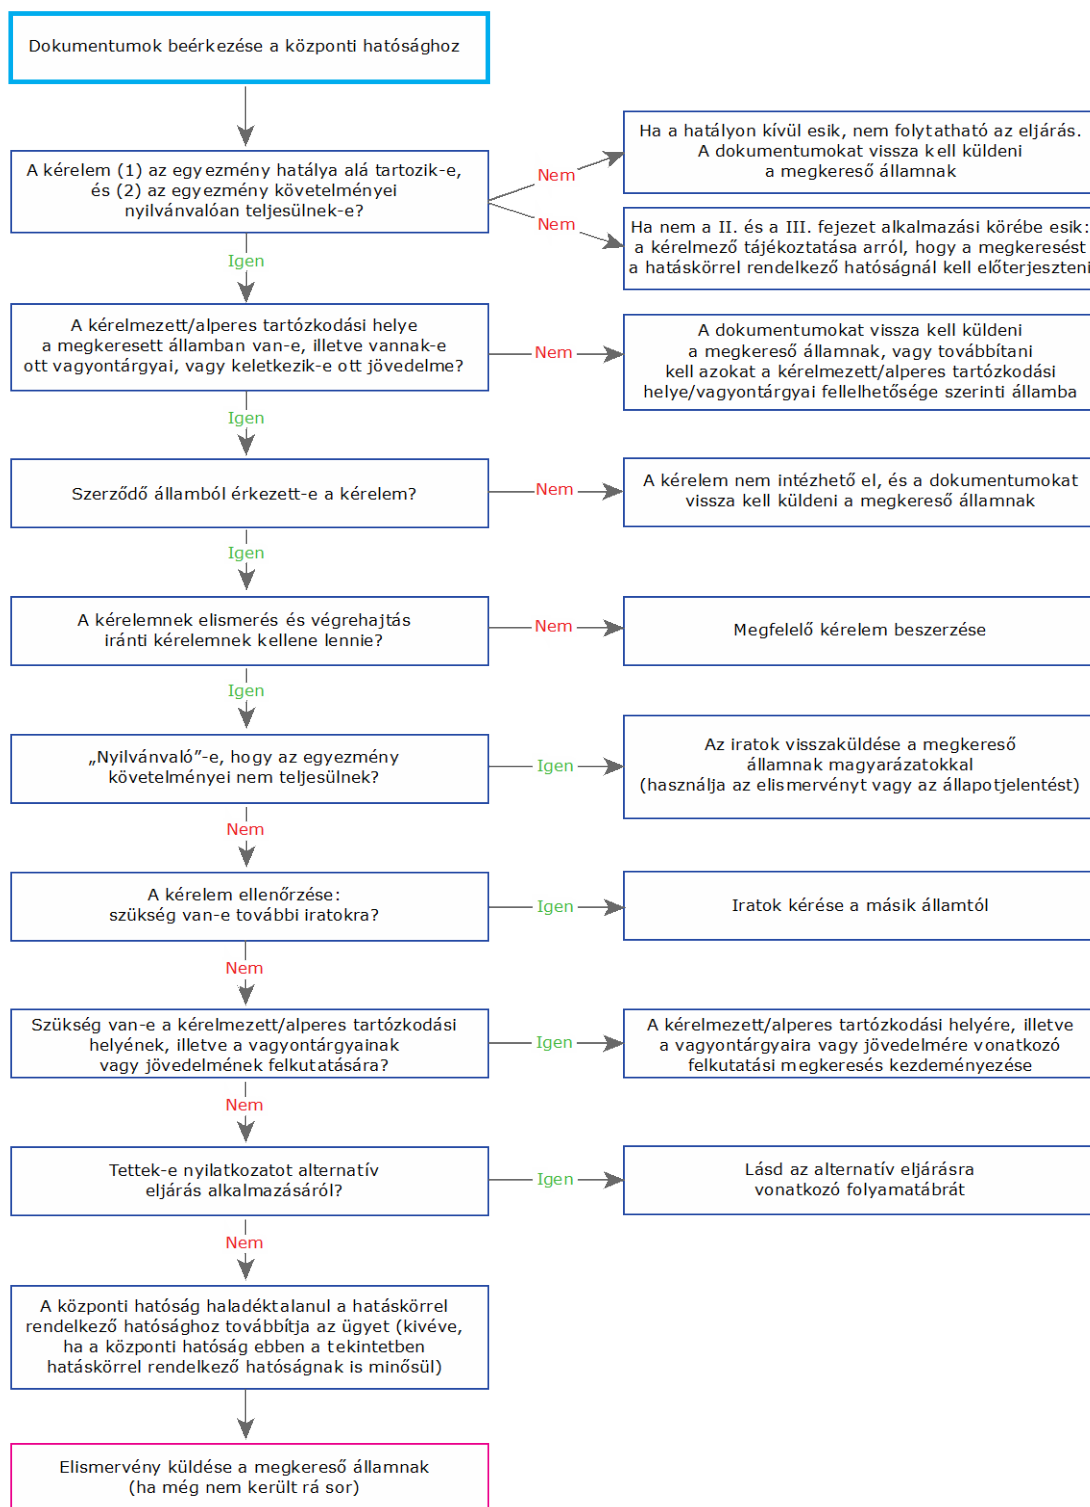 Dokumentumok beérkezése a központi hatósághoz
A kérelem (1) az egyezmény hatálya alá tartozik-e,
és (2) az egyezmény követelményei
nyilvánvalóan teljesülnek-e?
Nem
Ha a hatályon kívül esik, nem folytatható az eljárás.
A dokumentumokat vissza kell küldeni
a megkereső államnak
Nem
Ha nem a II. és a III. fejezet alkalmazási körébe esik:
a kérelmező tájékoztatása arról, hogy a megkeresést
a hatáskörrel rendelkező hatóságnál kell előterjeszteni
Igen
A kérelmezett/alperes tartózkodási helye
a megkeresett államban van-e, illetve vannak-e
ott vagyontárgyai, vagy keletkezik-e ott jövedelme?
Nem
A dokumentumokat vissza kell küldeni
a megkereső államnak, vagy továbbítani
kell azokat a kérelmezett/alperes tartózkodási
helye/vagyontárgyai fellelhetősége szerinti államba
Igen
Szerződő államból érkezett-e a kérelem?
Nem
A kérelem nem intézhető el, és a dokumentumokat
vissza kell küldeni a megkereső államnak
Igen
A kérelemnek elismerés és végrehajtás
iránti kérelemnek kellene lennie?
Nem
Megfelelő kérelem beszerzése
Igen
„Nyilvánvaló”-e, hogy az egyezmény
követelményei nem teljesülnek?
Igen
Az iratok visszaküldése a megkereső
államnak magyarázatokkal
(használja az elismervényt vagy az állapotjelentést)
Nem
A kérelem ellenőrzése:
szükség van-e további iratokra?
Igen
Iratok kérése a másik államtól
Nem
Szükség van-e a kérelmezett/alperes tartózkodási
helyének, illetve a vagyontárgyainak
vagy jövedelmének felkutatására?
Igen
A kérelmezett/alperes tartózkodási helyére, illetve
a vagyontárgyaira vagy jövedelmére vonatkozó
felkutatási megkeresés kezdeményezése
Nem
Tettek-e nyilatkozatot alternatív
eljárás alkalmazásáról?
Igen
Lásd az alternatív eljárásra
vonatkozó folyamatábrát
Nem
A központi hatóság haladéktalanul a hatáskörrel
rendelkező hatósághoz továbbítja az ügyet (kivéve,
ha a központi hatóság ebben a tekintetben
hatáskörrel rendelkező hatóságnak is minősül)
Elismervény küldése a megkereső államnak
(ha még nem került rá sor)